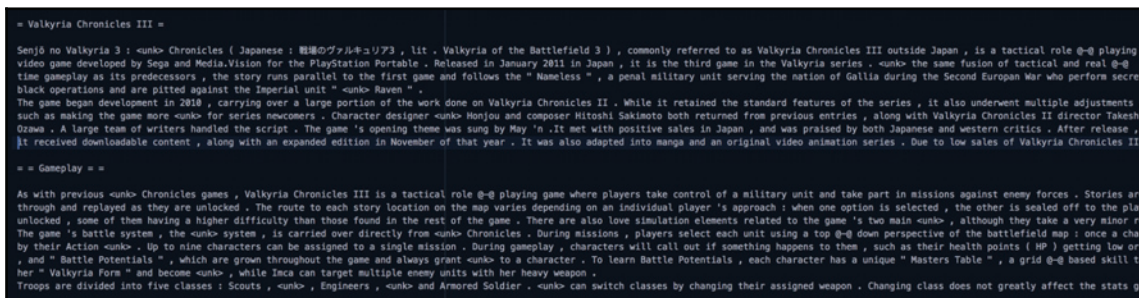 = Valkyria Chronicles III =
Senjō no Valkyria 3 : <unk> Chronicles ( Japanese : 戦場のヴァルキュリア3 , lit . Valkyria of the Battlefield 3 ) , commonly referred to as Valkyria Chronicles III outside Japan , is a tactical role @-@ playing
video game developed by Sega and Media.Vision for the PlayStation Portable . Released in January 2011 in Japan , it is the third game in the Valkyria series . <unk> the same fusion of tactical and real @-@
time gameplay as its predecessors , the story runs parallel to the first game and follows the " Nameless " , a penal military unit serving the nation of Gallia during the Second Europan War who perform secre
black operations and are pitted against the Imperial unit " <unk> Raven " .
The game began development in 2010 , carrying over a large portion of the work done on Valkyria Chronicles II . While it retained the standard features of the series , it also underwent multiple adjustments
such as making the game more <unk> for series newcomers . Character designer <unk> Honjou and composer Hitoshi Sakimoto both returned from previous entries , along with Valkyria Chronicles II director Takesh
Ozawa . A large team of writers handled the script . The game 's opening theme was sung by May 'n .It met with positive sales in Japan , and was praised by both Japanese and western critics . After release ,
it received downloadable content , along with an expanded edition in November of that year . It was also adapted into manga and an original video animation series . Due to low sales of Valkyria Chronicles II
= = Gameplay = =
As with previous <unk> Chronicles games , Valkyria Chronicles III is a tactical role @-@ playing game where players take control of a military unit and take part in missions against enemy forces . Stories ar
through and replayed as they are unlocked . The route to each story location on the map varies depending on an individual player 's approach : when one option is selected , the other is sealed off to the pla
unlocked , some of them having a higher difficulty than those found in the rest of the game . There are also love simulation elements related to the game 's two main <unk> , although they take a very minor r
The game 's battle system , the <unk> system , is carried over directly from <unk> Chronicles . During missions , players select each unit using a top @-@ down perspective of the battlefield map : once a cha
by their Action <unk> . Up to nine characters can be assigned to a single mission . During gameplay , characters will call out if something happens to them , such as their health points ( HP ) getting low or
, and " Battle Potentials " , which are grown throughout the game and always grant <unk> to a character . To learn Battle Potentials , each character has a unique " Masters Table " , a grid @-@ based skill t
her " Valkyria Form " and become <unk> , while Imca can target multiple enemy units with her heavy weapon .
Troops are divided into five classes : Scouts , <unk> , Engineers , <unk> and Armored Soldier . <unk> can switch classes by changing their assigned weapon . Changing class does not greatly affect the stats g